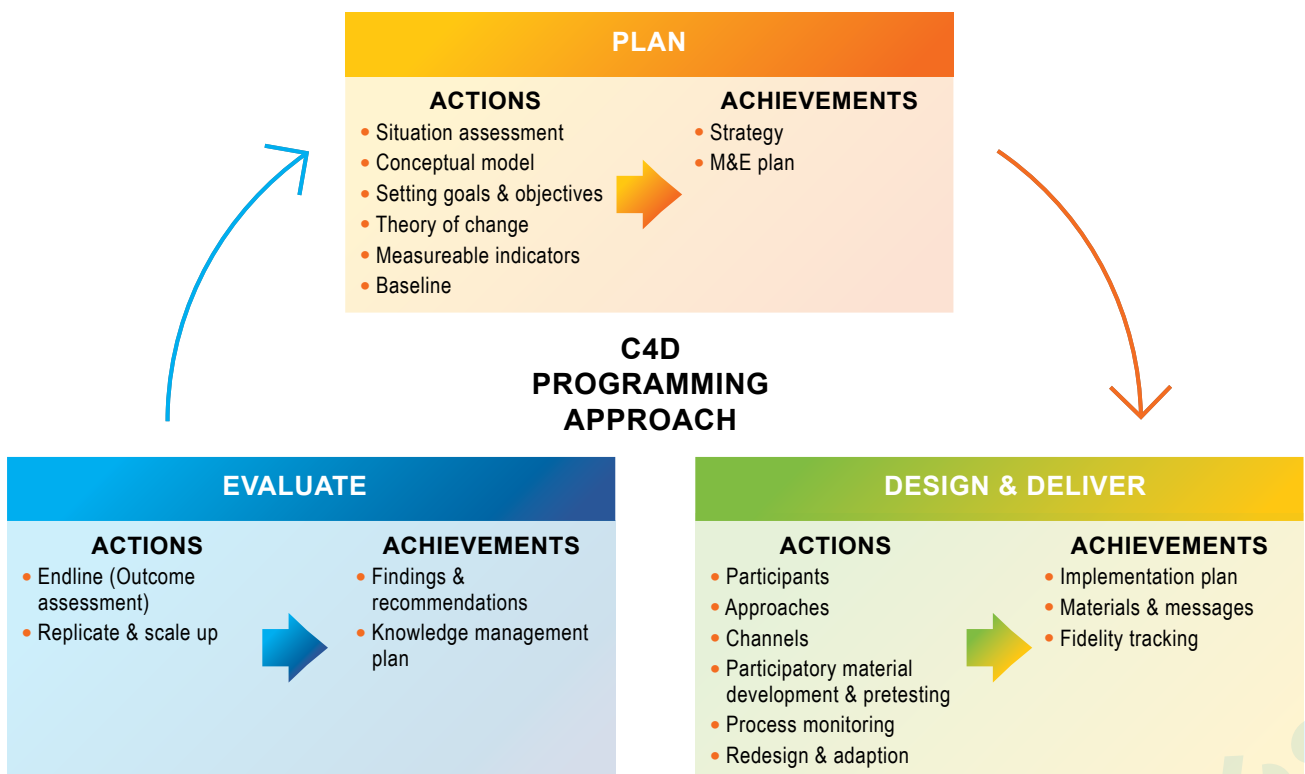 PLAN
ACTIONS
• Situation assessment
• Conceptual model
• Setting goals & objectives
• Theory of change
• Measureable indicators
• Baseline
ACHIEVEMENTS
• Strategy
• M&E plan
C4D
PROGRAMMING
APPROACH
EVALUATE
ACTIONS
• Endline (Outcome
assessment)
• Replicate & scale up
ACHIEVEMENTS
• Findings &
recommendations
• Knowledge management
plan
DESIGN & DELIVER
ACTIONS
• Participants
• Approaches
• Channels
• Participatory material
development & pretesting
• Process monitoring
• Redesign & adaption
ACHIEVEMENTS
• Implementation plan
• Materials & messages
• Fidelity tracking